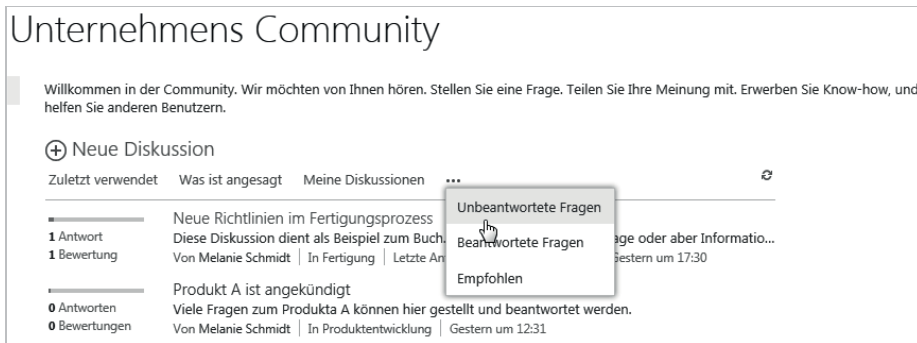 Unternehmens Community
Willkommen in der Community. Wir möchten von Ihnen hören. Stellen Sie eine Frage. Teilen Sie Ihre Meinung mit. Erwerben Sie Know-how, und
helfen Sie anderen Benutzern.
Neue Diskussion
Zuletzt verwendet Was ist angesagt Meine Diskussionen ...
Unbeantwortete Fragen
Beantwortete Fragen
Empfohlen
Neue Richtlinien im Fertigungsprozess
1 Antwort Diese Diskussion dient als Beispiel zum Buch. oder aber Informatio...
1 Bewertung Von Melanie Schmidt | In Fertigung | Letzte Gestern um 17:30
Produkt A ist angekündigt
0 Antworten Viele Fragen zum Produkta A können hier gestellt und beantwortet werden.
0 Bewertungen Von Melanie Schmidt | In Produktentwicklung | Gestern um 12:31